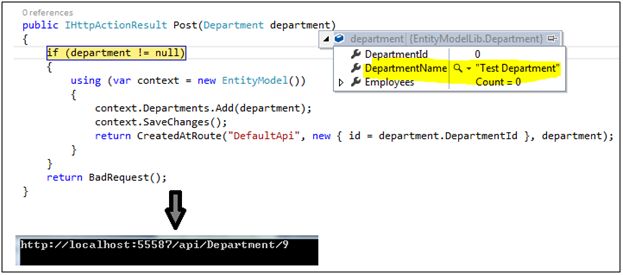 0 references
public IHttpActionResult Post(Department department)
{
department {EntityModelLib.Department}
if (department != null)
DepartmentId 0
{
DepartmentName "Test Department"
using (var context = new EntityModel())
Employees Count = 0
{
context.Departments.Add(department);
context.SaveChanges();
return CreatedAtRoute("DefaultApi", new { id = department.DepartmentId }, department);
}
}
return BadRequest();
}
http://localhost:55587/api/Department/9